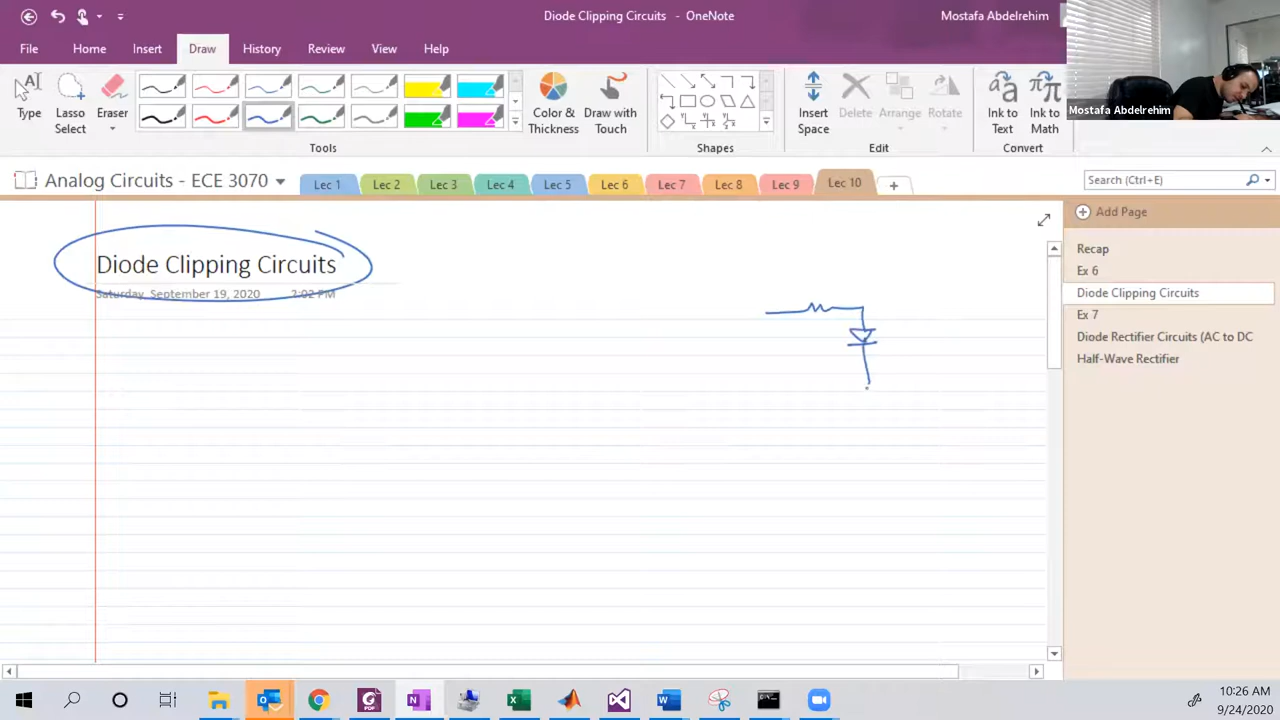 Diode Clipping Circuits - OneNote
Mostafa Abdelrehim
File Home Insert Draw History Review View Help
Type
Lasso Select
Eraser
Color & Thickness
Draw with Touch
Insert Space
Delete
Arrange
Rotate
Ink to Text
Ink to Math
Tools
Shapes
Edit
Convert
Mostafa Abdelrehim
Analog Circuits - ECE 3070
Lec 1
Lec 2
Lec 3
Lec 4
Lec 5
Lec 6
Lec 7
Lec 8
Lec 9
Lec 10
Search (Ctrl+E)
Add Page
Recap
Ex 6
Diode Clipping Circuits
Ex 7
Diode Rectifier Circuits (AC to DC
Half-Wave Rectifier
Diode Clipping Circuits
Saturday, September 19, 2020 2:02 PM
10:26 AM
9/24/2020